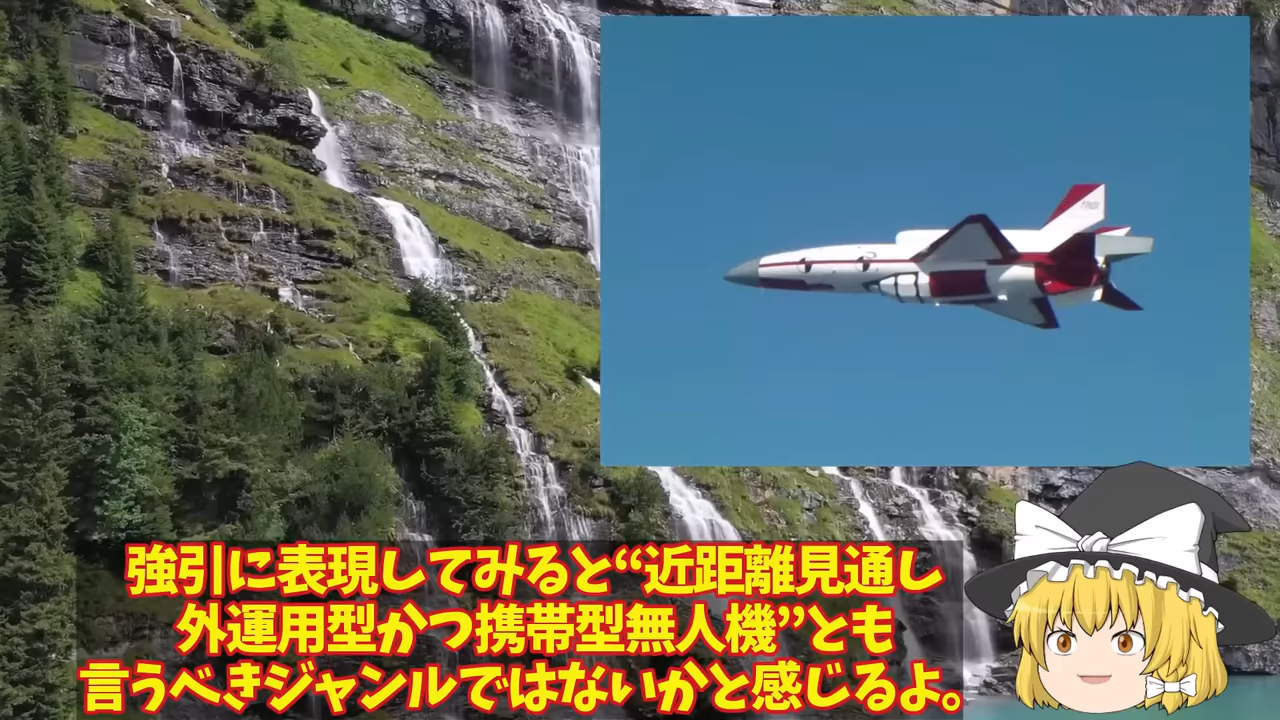 強引に表現してみると“近距離見通し
外運用型かつ携帯型無人機”とも
言うべきジャンルではないかと感じるよ。